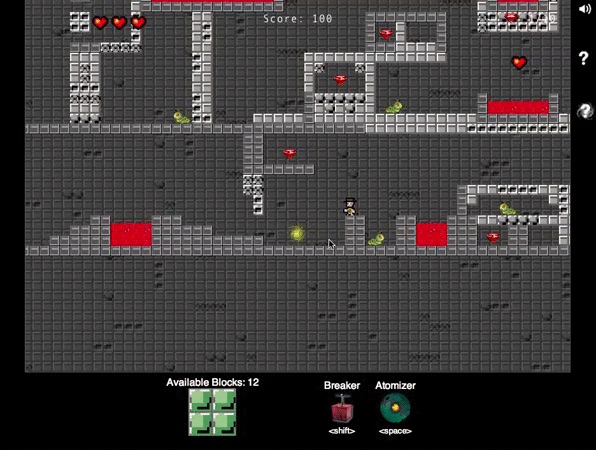 Score: 100
?
?
Available Blocks: 12
Breaker
Atomizer
<shift>
<space>